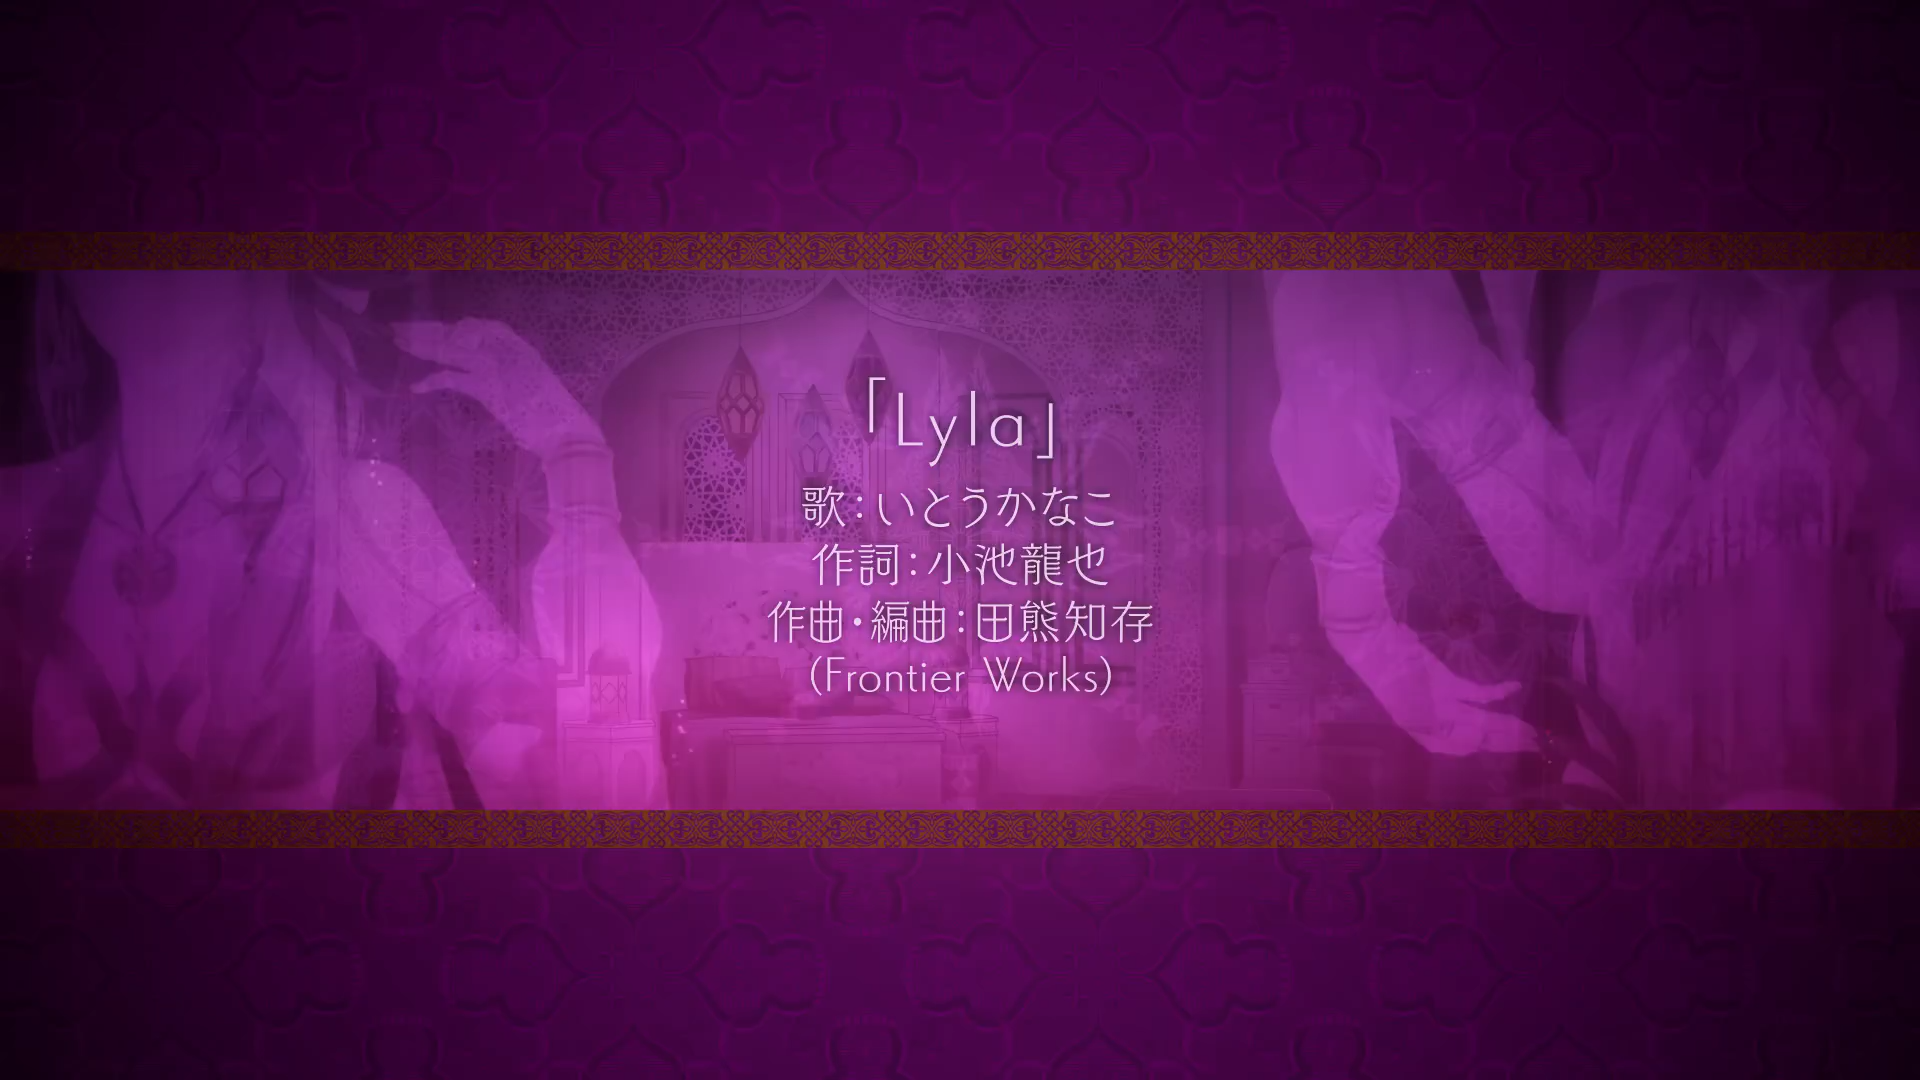 「Lyla」
歌：いとうかなこ
作詞：小池龍也
作曲・編曲：田熊知存
(Frontier Works)